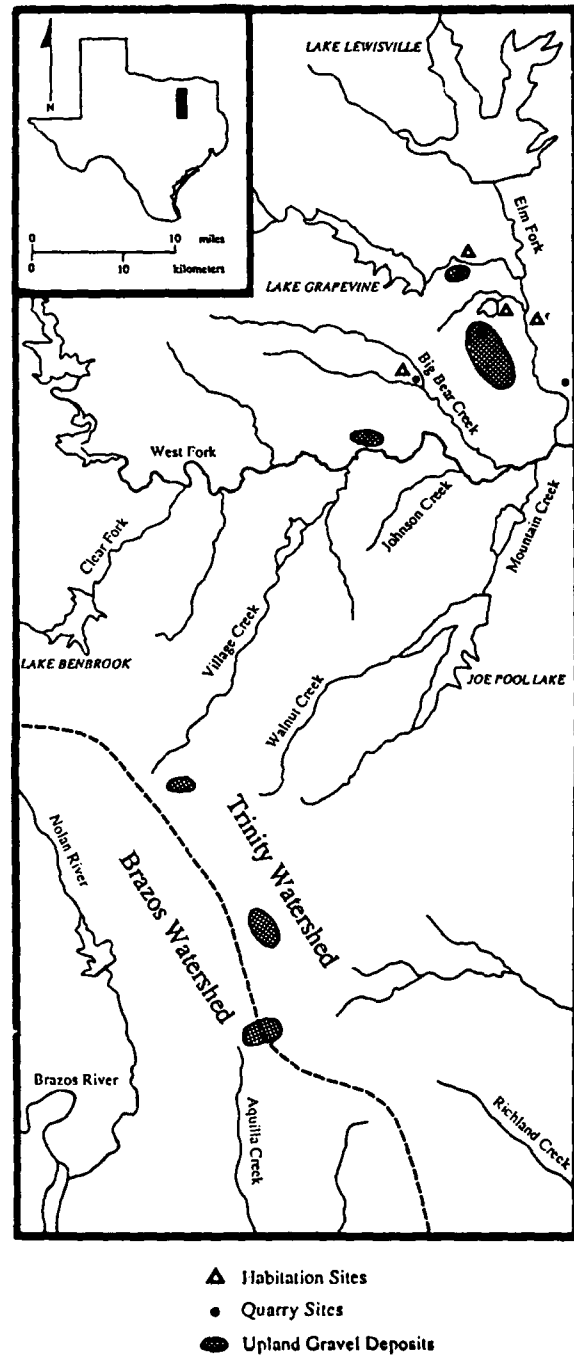 N
0 10 miles
0 10 kilometers
LAKE LEWISVILLE
Elm Fork
LAKE GRAPEVINE
Big Bear Creek
West Fork
Johnson Creek
Mountain Creek
Clear Fork
Village Creek
LAKE BENBROOK
Walnut Creek
JOE POOL LAKE
Nolan River
Trinity Watershed
Brazos Watershed
Brazos River
Aquilla Creek
Richland Creek
Habitation Sites
Quarry Sites
Upland Gravel Deposits